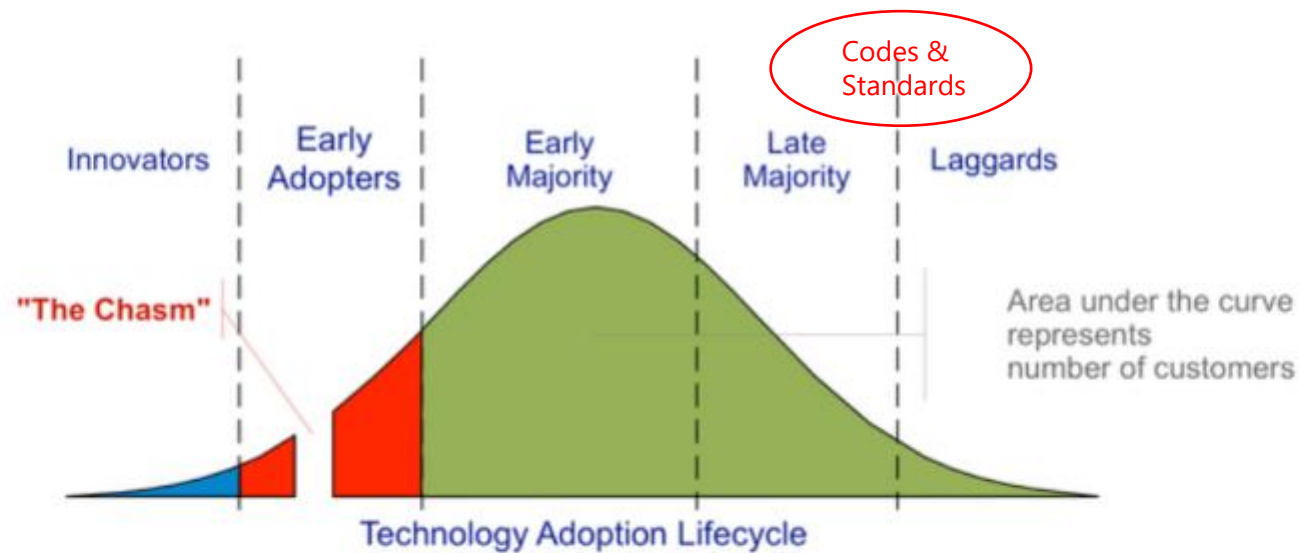 Codes &
Standards
Innovators
Early
Adopters
Early
Majority
Late
Majority
Laggards
"The Chasm"
Area under the curve
represents
number of customers
Technology Adoption Lifecycle